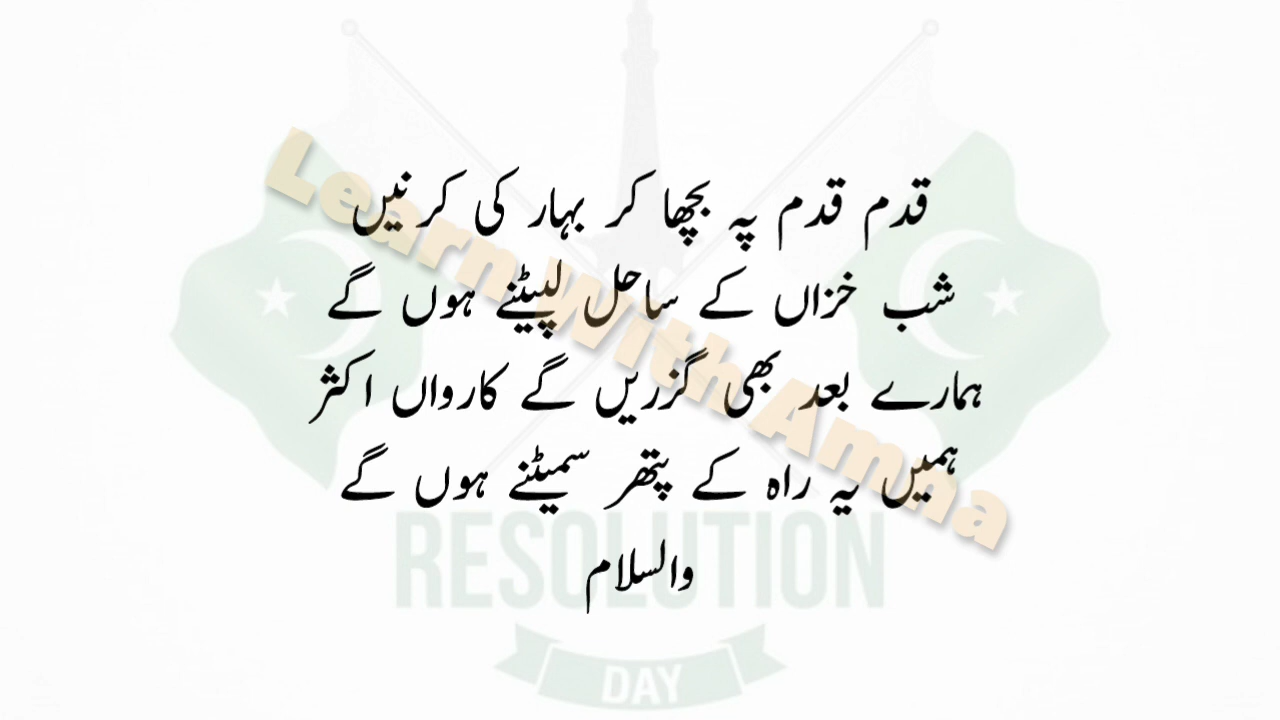 قدم قدم پہ بچھا کر بہار کی کرنیں
شب خزاں کے ساحل لپیٹنے ہوں گے
ہمارے بعد بھی گزریں گے کارواں اکثر
ہمیں یہ راہ کے پتھر سمیٹنے ہوں گے
والسلام
Learn With Amna
RESOLUTION
DAY